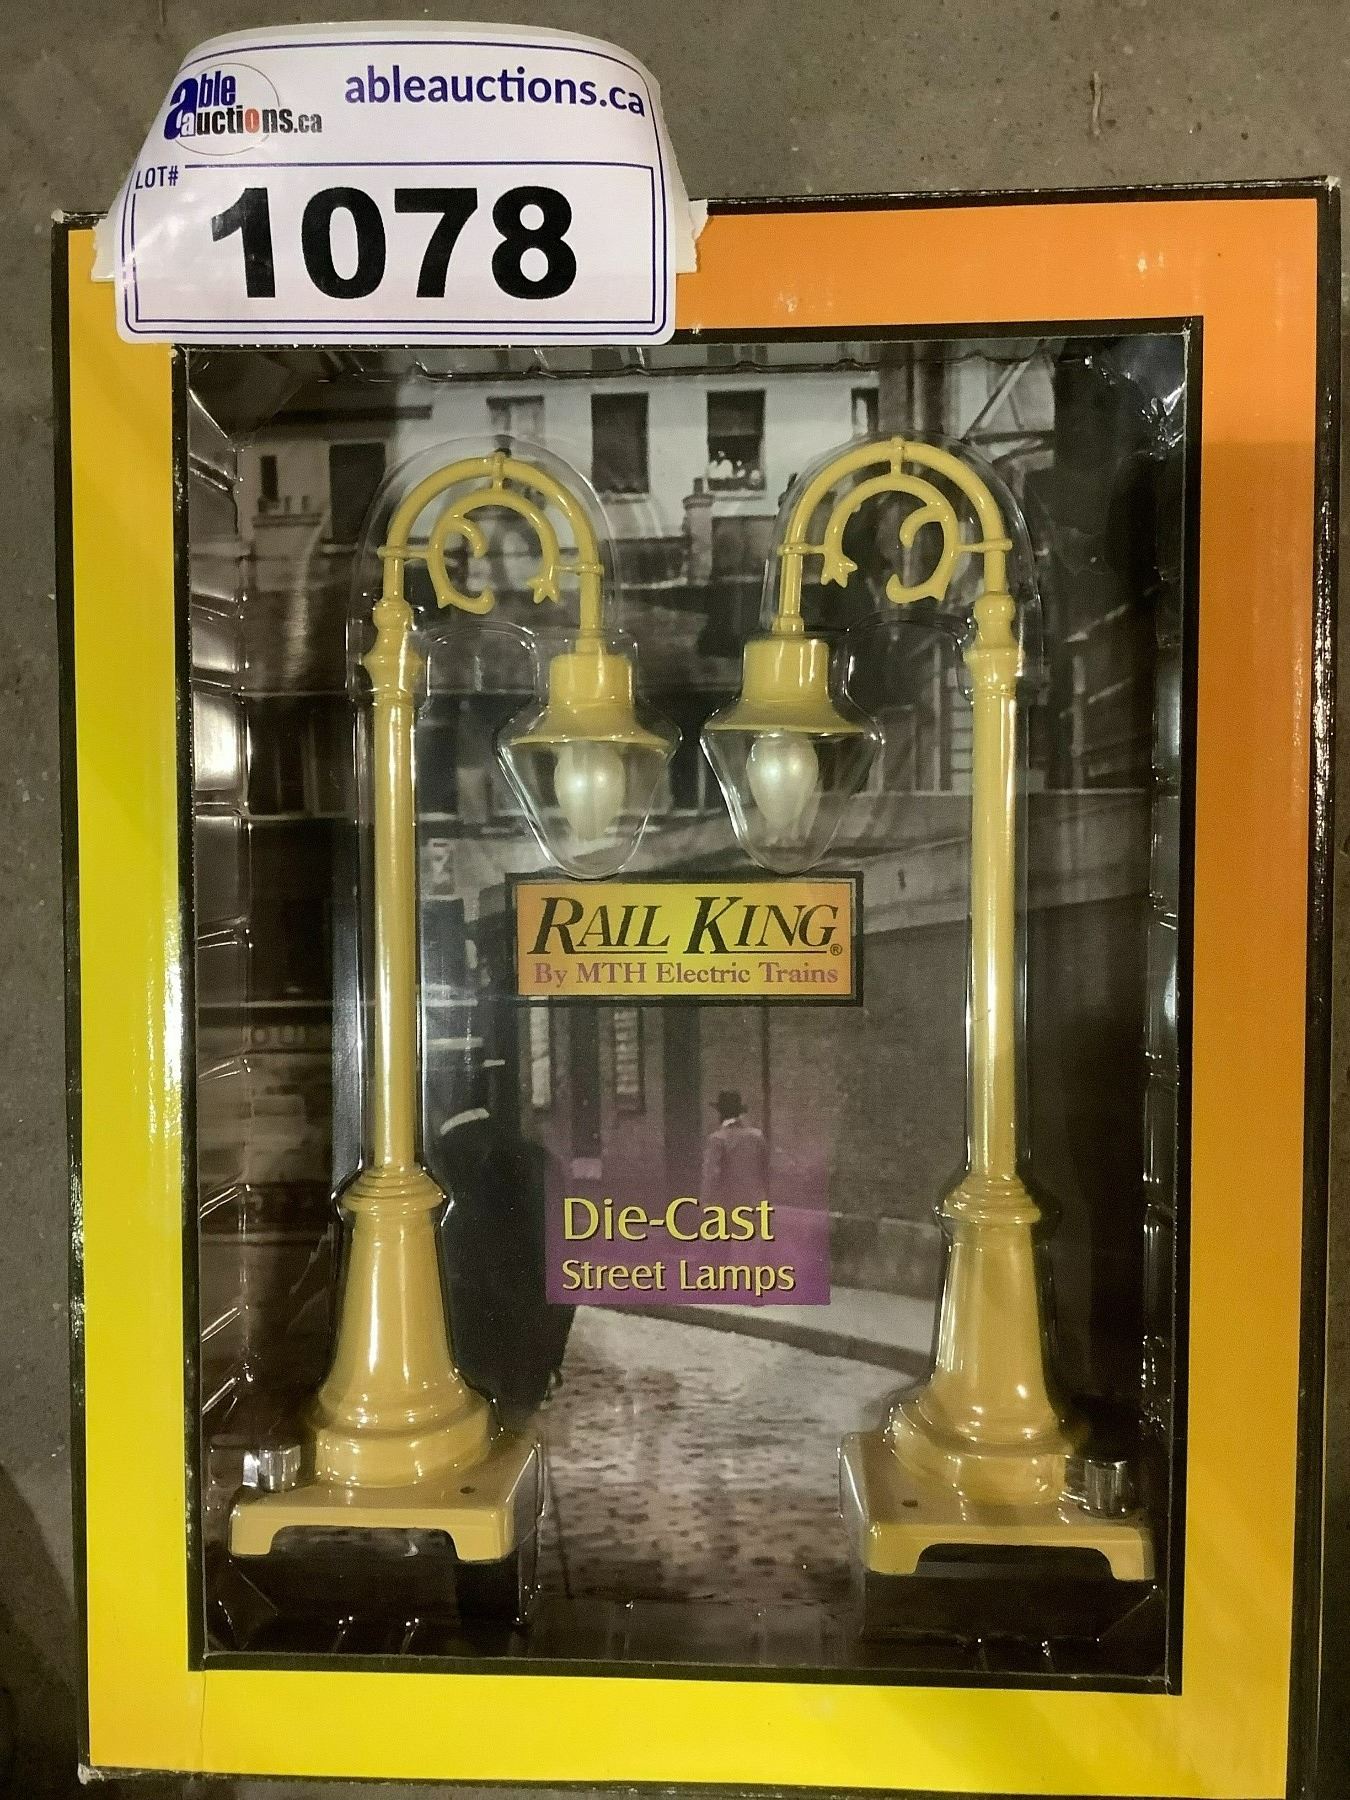 able auctions.ca
ableauctions.ca
LOT#
1078
RAIL KING®
By MTH Electric Trains
Die-Cast
Street Lamps